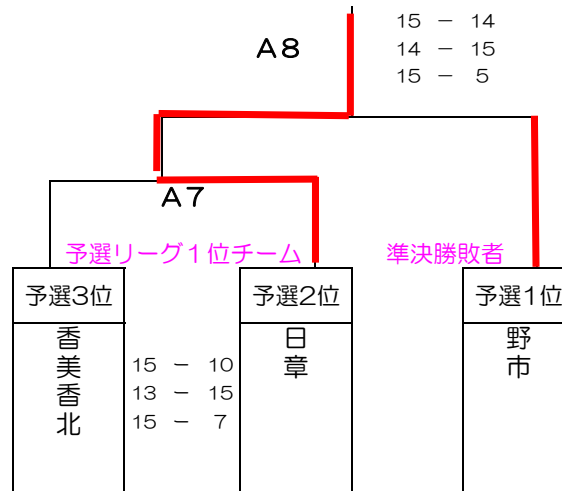 A8
15 － 14
14 － 15
15 － 5
A7
予選リーグ１位チーム
準決勝敗者
予選3位
予選2位
予選1位
香美香北
15 － 10
13 － 15
15 － 7
日章
野市